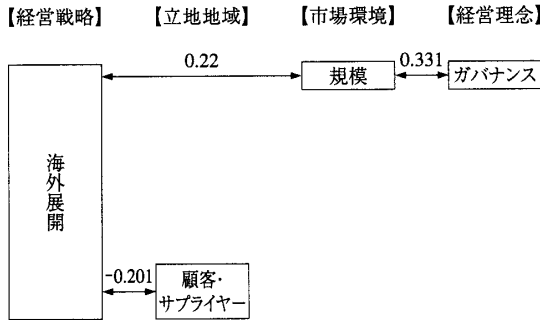 【経営戦略】 【立地地域】 【市場環境】 【経営理念】
0.22
規模
0.331
ガバナンス
海外展開
-0.201
顧客・
サプライヤー